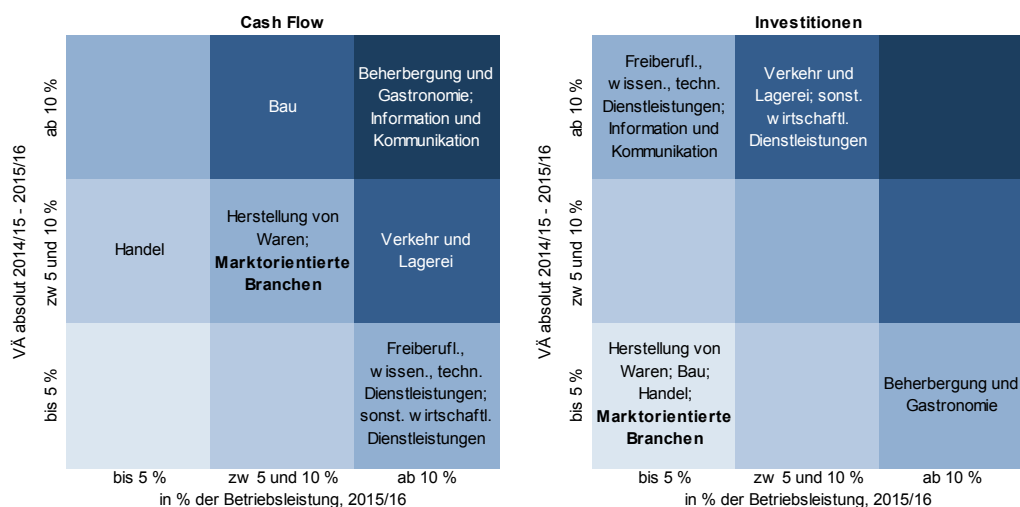 Cash Flow
VÄ absolut 2014/15 - 2015/16
ab 10 %
zw 5 und 10 %
bis 5 %
Bau
Beherbergung und
Gastronomie;
Information und
Kommunikation
Handel
Herstellung von
Waren;
Marktorientierte
Branchen
Verkehr und
Lagerei
Freiberufl.,
wissen., techn.
Dienstleistungen;
sonst. wirtschaftl.
Dienstleistungen
bis 5 %
zw 5 und 10 %
ab 10 %
in % der Betriebsleistung, 2015/16
Investitionen
VÄ absolut 2014/15 - 2015/16
ab 10 %
zw 5 und 10 %
bis 5 %
Freiberufl.,
wissen., techn.
Dienstleistungen;
Information und
Kommunikation
Verkehr und
Lagerei; sonst.
wirtschaftl.
Dienstleistungen
Herstellung von
Waren; Bau;
Handel;
Marktorientierte
Branchen
Beherbergung und
Gastronomie
bis 5 %
zw 5 und 10 %
ab 10 %
in % der Betriebsleistung, 2015/16